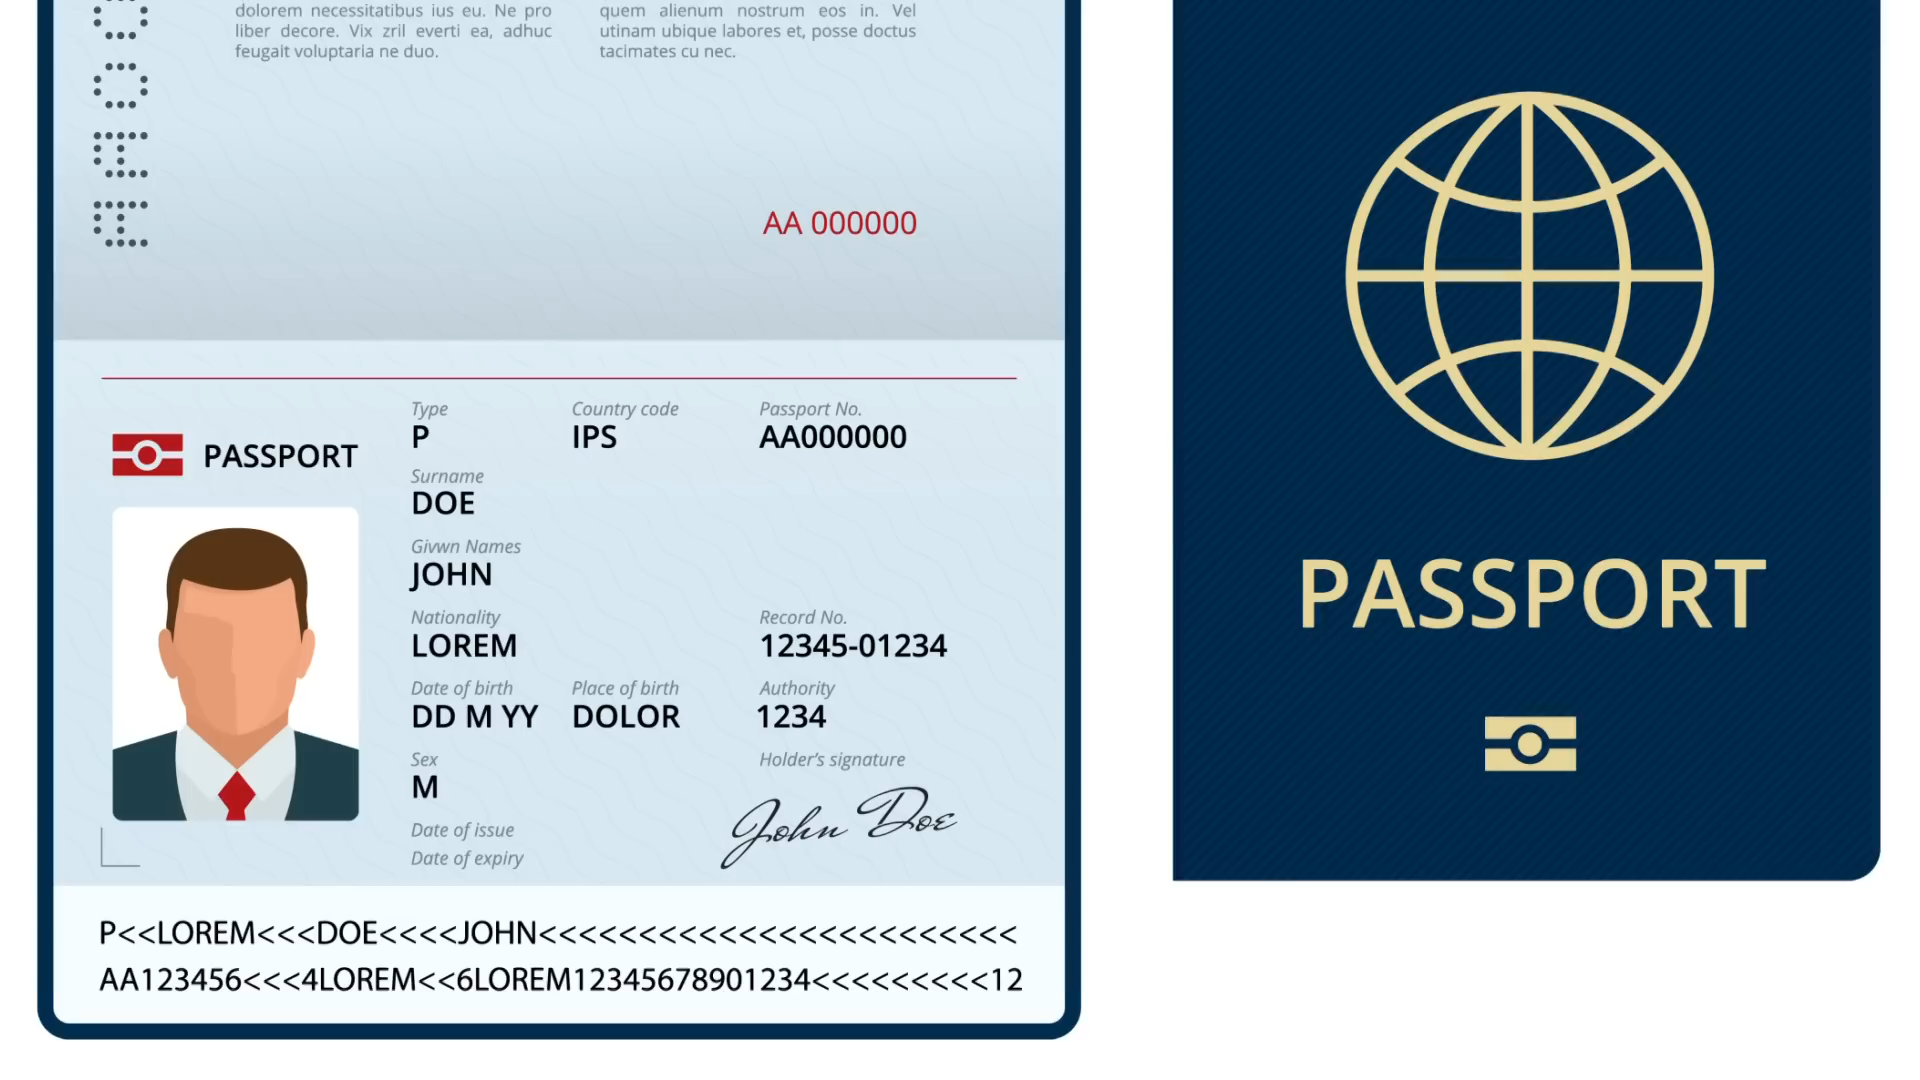 dolorem necessitatibus ius eu. Ne pro
liber decore. Vix zril everti ea, adhuc
feugait voluptaria ne duo.
quem alienum nostrum eos in. Vel
utinam ubique labores et, posse doctus
tacimates cu nec.
AA 000000
PASSPORT
Type
P
Country code
IPS
Passport No.
AA000000
Surname
DOE
Givwn Names
JOHN
Nationality
LOREM
Record No.
12345-01234
Date of birth
DD M YY
Place of birth
DOLOR
Authority
1234
Sex
M
Holder's signature
John Doe
Date of issue
Date of expiry
P<<LOREM<<<DOE<<<<JOHN<<<<<<<<<<<<<<<<<<<<<<<<
AA123456<<<4LOREM<<6LOREM12345678901234<<<<<<<<<12
PASSPORT